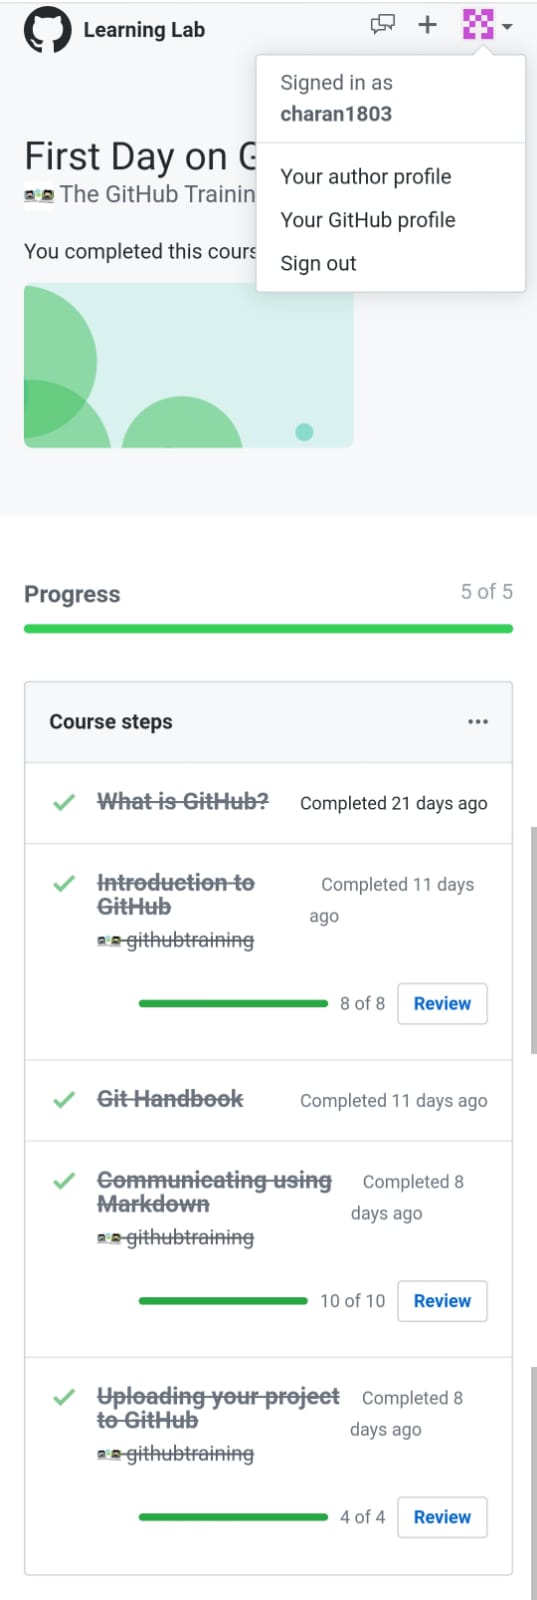 Learning Lab
Signed in as
charan1803
Your author profile
Your GitHub profile
Sign out
First Day on G
The GitHub Trainin
You completed this cours
Progress
5 of 5
Course steps
What is GitHub?
Completed 21 days ago
Introduction to
GitHub
Completed 11 days
ago
githubtraining
8 of 8
Review
Git Handbook
Completed 11 days ago
Communicating using
Markdown
Completed 8
days ago
githubtraining
10 of 10
Review
Uploading your project
to GitHub
Completed 8
days ago
githubtraining
4 of 4
Review